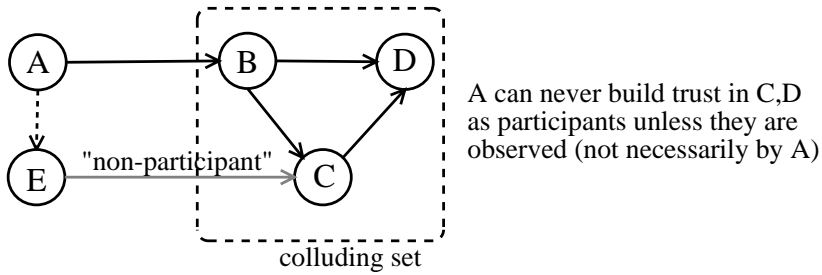 A
B
D
A can never build trust in C,D
as participants unless they are
observed (not necessarily by A)
"non-participant"
E
C
colluding set